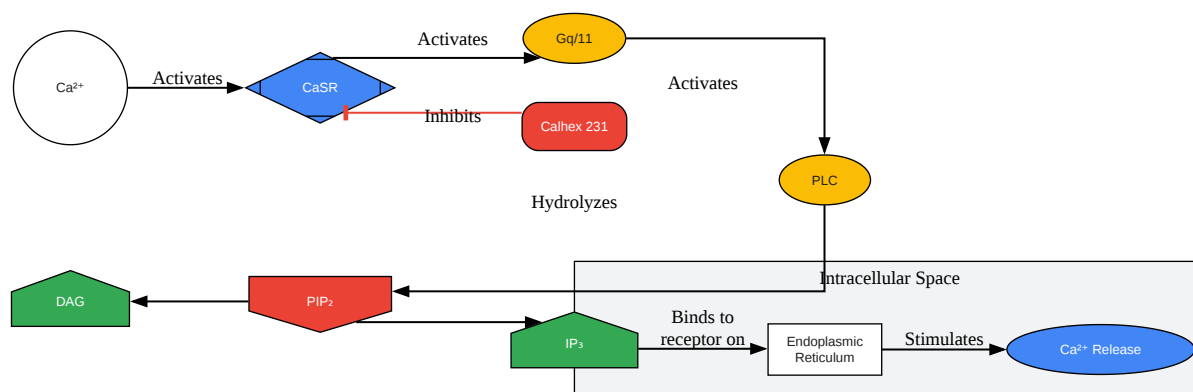 Ca²⁺
Activates
CaSR
Activates
Gq/11
Activates
Inhibits
Calhex 231
PLC
Hydrolyzes
Intracellular Space
DAG
PIP₂
IP₃
Binds to
receptor on
Endoplasmic
Reticulum
Stimulates
Ca²⁺ Release